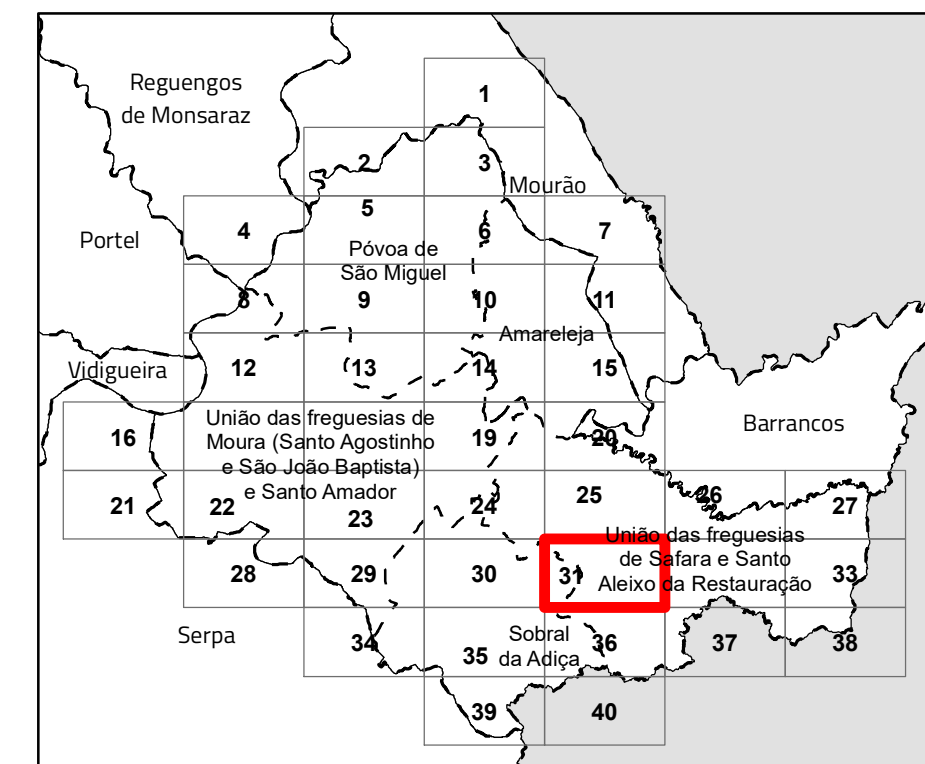 Reguengos
de Monsaraz
1
2
3
Mourão
4
5
6
7
Portel
Póvoa de
São Miguel
8
9
10
11
Amareleja
Vidigueira
12
13
14
15
16
União das freguesias de
Moura (Santo Agostinho
e São João Baptista)
e Santo Amador
19
20
Barrancos
21
22
23
24
25
26
27
União das freguesias
de Safara e Santo
Aleixo da Restauração
28
29
30
31
33
Serpa
34
35
Sobral
da Adiça
36
37
38
39
40